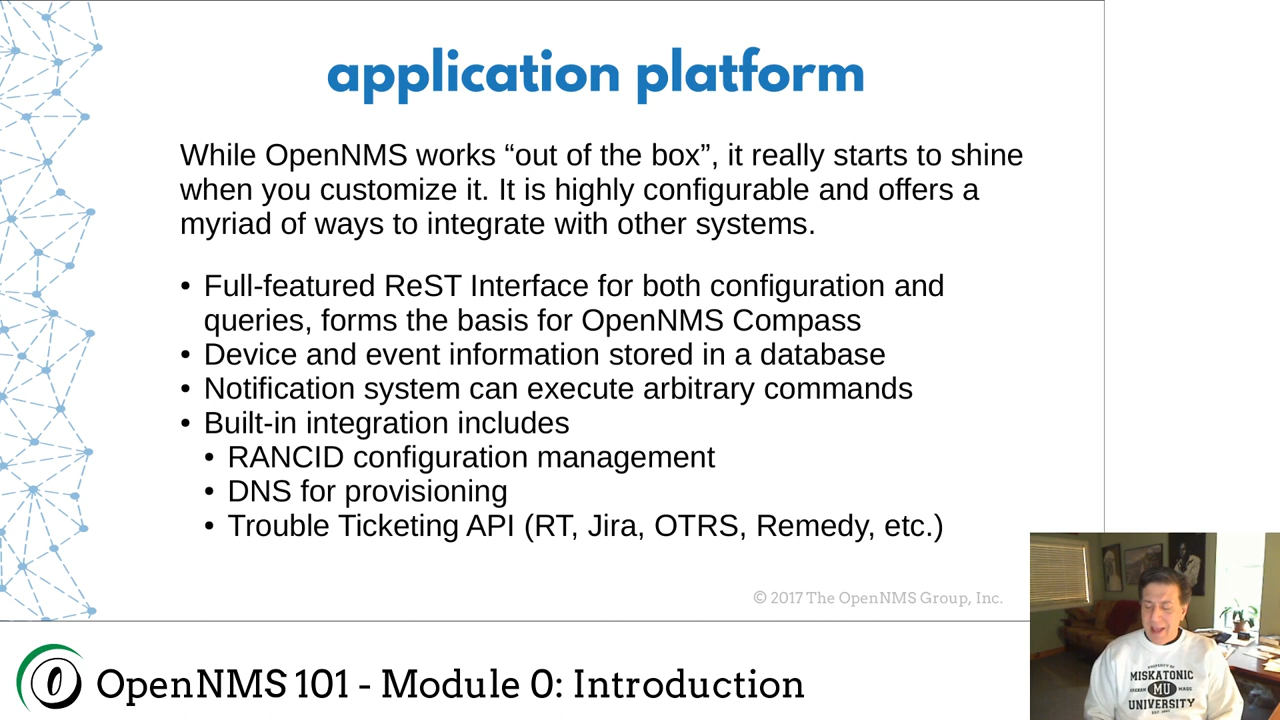 application platform
While OpenNMS works “out of the box”, it really starts to shine
when you customize it. It is highly configurable and offers a
myriad of ways to integrate with other systems.
• Full-featured ReST Interface for both configuration and
queries, forms the basis for OpenNMS Compass
• Device and event information stored in a database
• Notification system can execute arbitrary commands
• Built-in integration includes
• RANCID configuration management
• DNS for provisioning
• Trouble Ticketing API (RT, Jira, OTRS, Remedy, etc.)
© 2017 The OpenNMS Group, Inc.
OpenNMS 101 - Module 0: Introduction
PROPERTY OF
MISKATONIC
MU
UNIVERSITY